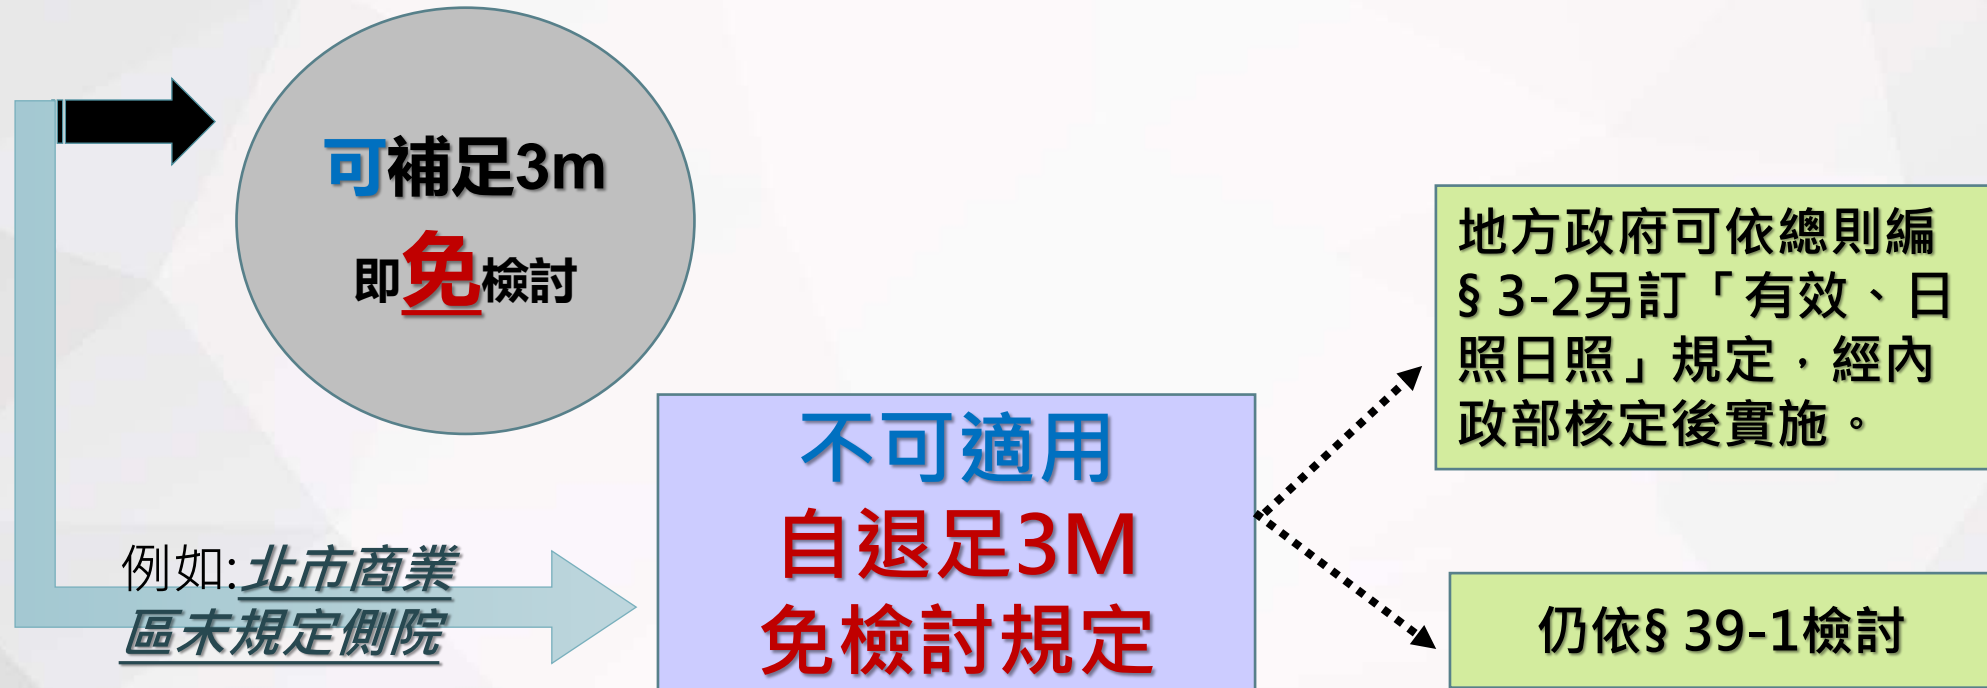 可補足3m
即免檢討
例如:北市商業
區未規定側院
不可適用
自退足3M
免檢討規定
地方政府可依總則編
§3-2另訂「有效、日
照日照」規定，經內
政部核定後實施。
仍依§39-1檢討